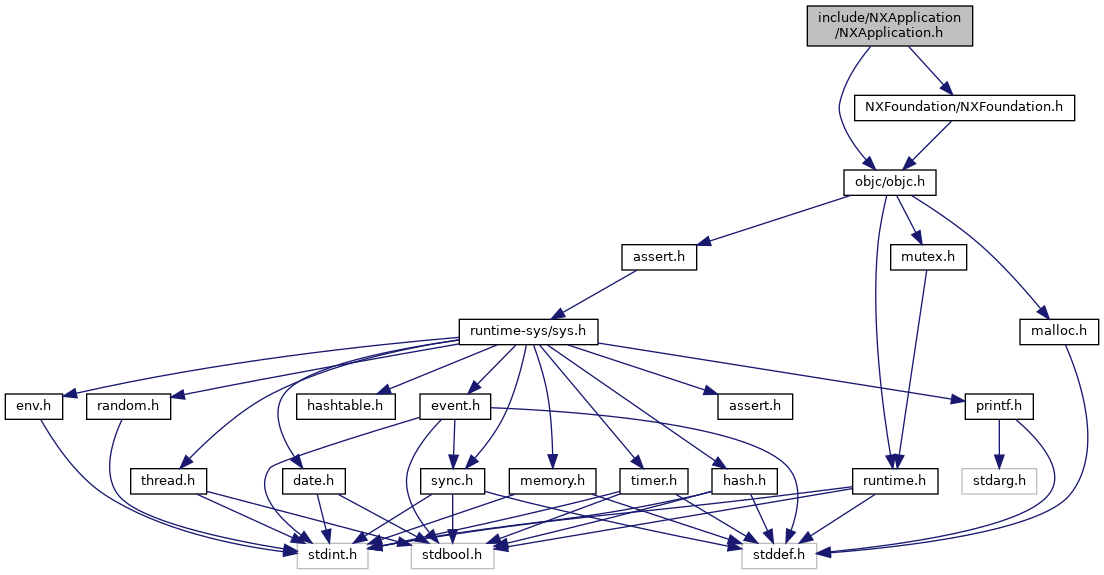 include/NXApplication
/NXApplication.h
NXFoundation/NXFoundation.h
objc/objc.h
assert.h
mutex.h
runtime-sys/sys.h
malloc.h
env.h
random.h
hashtable.h
event.h
assert.h
printf.h
thread.h
date.h
sync.h
memory.h
timer.h
hash.h
runtime.h
stdarg.h
stdint.h
stdbool.h
stddef.h